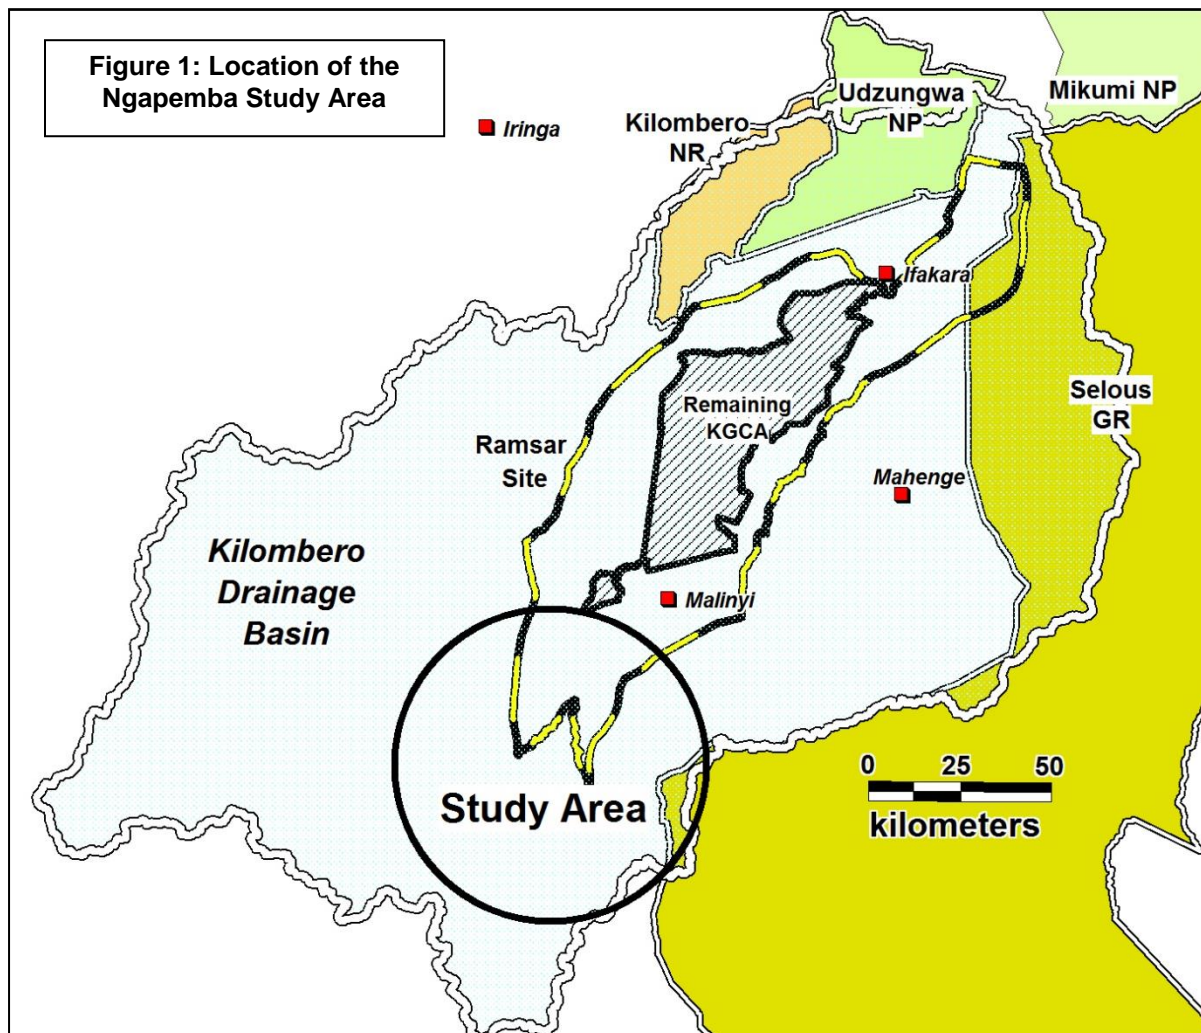 Figure 1: Location of the
Ngapemba Study Area
Udzungwa
NP
Mikumi NP
Iringa
Kilombero
NR
Ifakara
Remaining
KGCA
Selous
GR
Ramsar
Site
Mahenge
Kilombero
Drainage
Basin
Malinyi
Study Area
0 25 50
kilometers